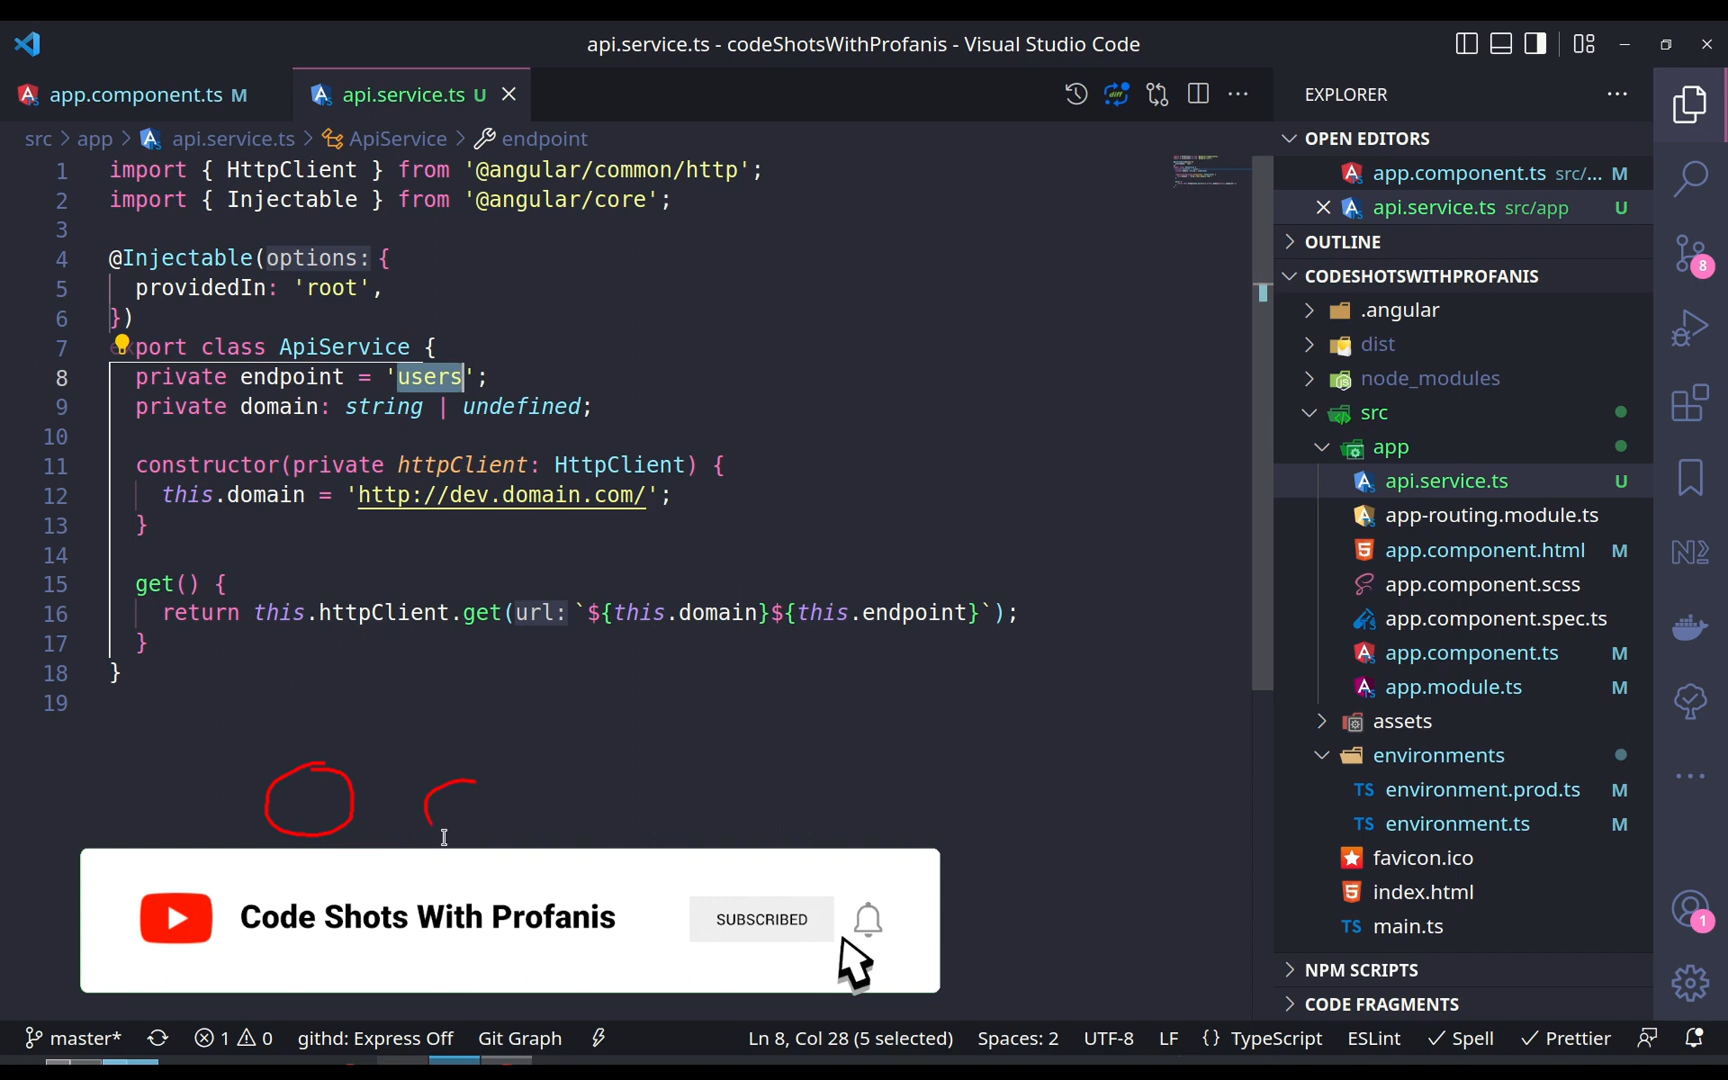 api.service.ts - codeShotsWithProfanis - Visual Studio Code
app.component.ts M
api.service.ts U
src > app > api.service.ts > ApiService > endpoint
1 import { HttpClient } from '@angular/common/http';
2 import { Injectable } from '@angular/core';
3
4 @Injectable(options: {
5 providedIn: 'root',
6 })
7 export class ApiService {
8 private endpoint = 'users';
9 private domain: string | undefined;
10
11 constructor(private httpClient: HttpClient) {
12 this.domain = 'http://dev.domain.com/';
13 }
14
15 get() {
16 return this.httpClient.get(url: `${this.domain}${this.endpoint}`);
17 }
18 }
19
Code Shots With Profanis
SUBSCRIBED
EXPLORER
OPEN EDITORS
app.component.ts src/... M
api.service.ts src/app U
OUTLINE
CODESHOTSWITHPROFANIS
.angular
dist
node_modules
src
app
api.service.ts U
app-routing.module.ts
app.component.html M
app.component.scss
app.component.spec.ts
app.component.ts M
app.module.ts M
assets
environments
environment.prod.ts M
environment.ts M
favicon.ico
index.html
main.ts
NPM SCRIPTS
CODE FRAGMENTS
8
1
master* 1 0 githd: Express Off Git Graph Ln 8, Col 28 (5 selected) Spaces: 2 UTF-8 LF {} TypeScript ESLint Spell Prettier